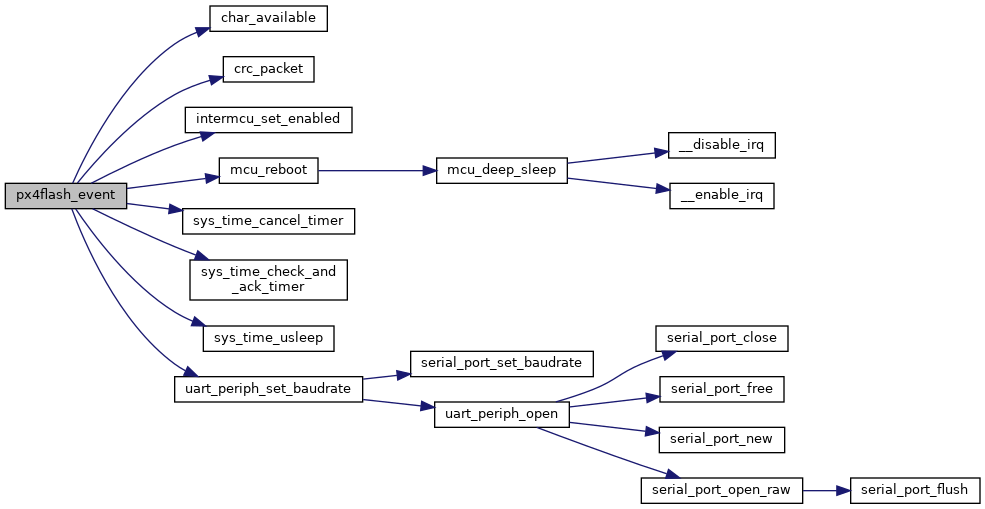 px4flash_event
char_available
crc_packet
intermcu_set_enabled
mcu_reboot
mcu_deep_sleep
__disable_irq
__enable_irq
sys_time_cancel_timer
sys_time_check_and
_ack_timer
sys_time_usleep
uart_periph_set_baudrate
serial_port_set_baudrate
uart_periph_open
serial_port_close
serial_port_free
serial_port_new
serial_port_open_raw
serial_port_flush